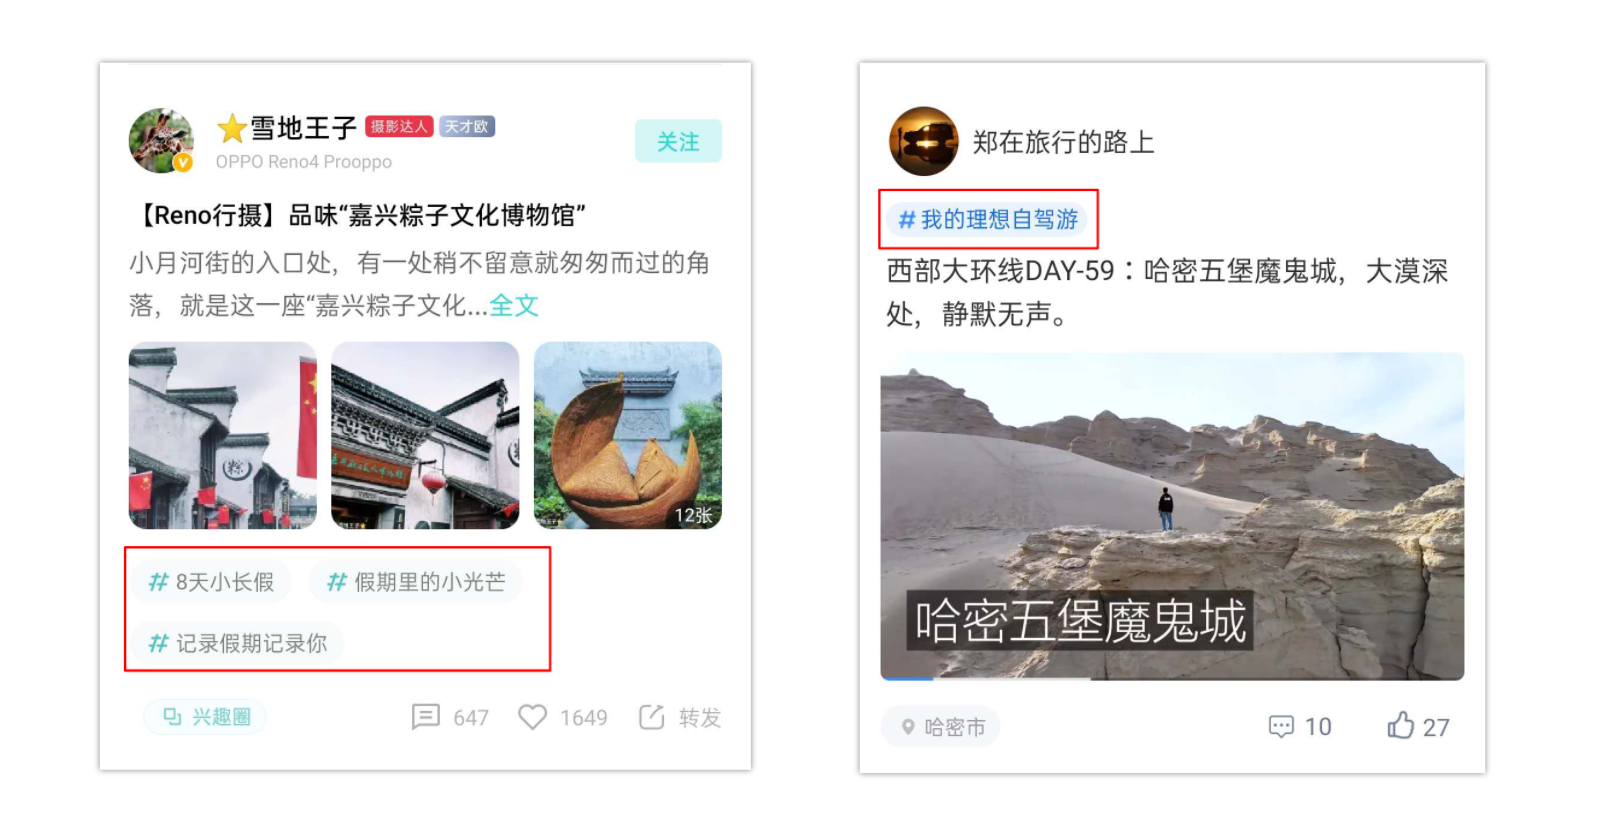 ⭐雪地王子 摄影达人 天才欧
OPPO Reno4 Prooppo
关注
【Reno行摄】品味“嘉兴粽子文化博物馆”
小月河街的入口处，有一处稍不留意就匆匆而过的角
落，就是这一座“嘉兴粽子文化...全文
粽
12张
# 8天小长假 # 假期里的小光芒
# 记录假期记录你
兴趣圈 647 1649 转发
郑在旅行的路上
# 我的理想自驾游
西部大环线DAY-59：哈密五堡魔鬼城，大漠深
处，静默无声。
哈密五堡魔鬼城
哈密市 10 27